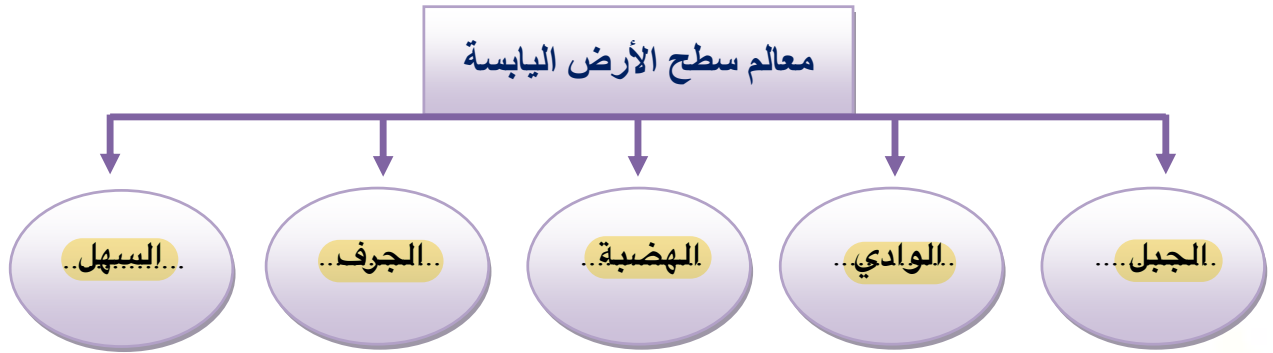 معالم سطح الأرض اليابسة
الجبل
الوادي
الهضبة
الجرف
السهل